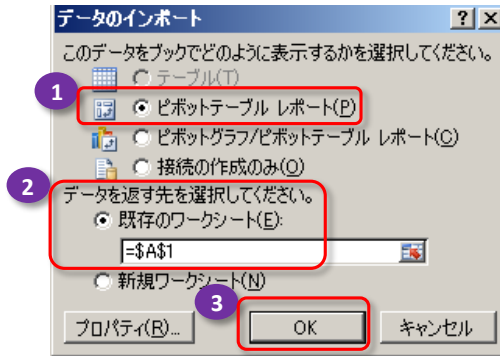 データのインポート
このデータをブックでどのように表示するかを選択してください。
テーブル(T)
1
ピボットテーブル レポート(P)
ピボットグラフ/ピボットテーブル レポート(C)
接続の作成のみ(O)
2
データを返す先を選択してください。
既存のワークシート(E):
=$A$1
新規ワークシート(N)
3
プロパティ(R)... OK キャンセル